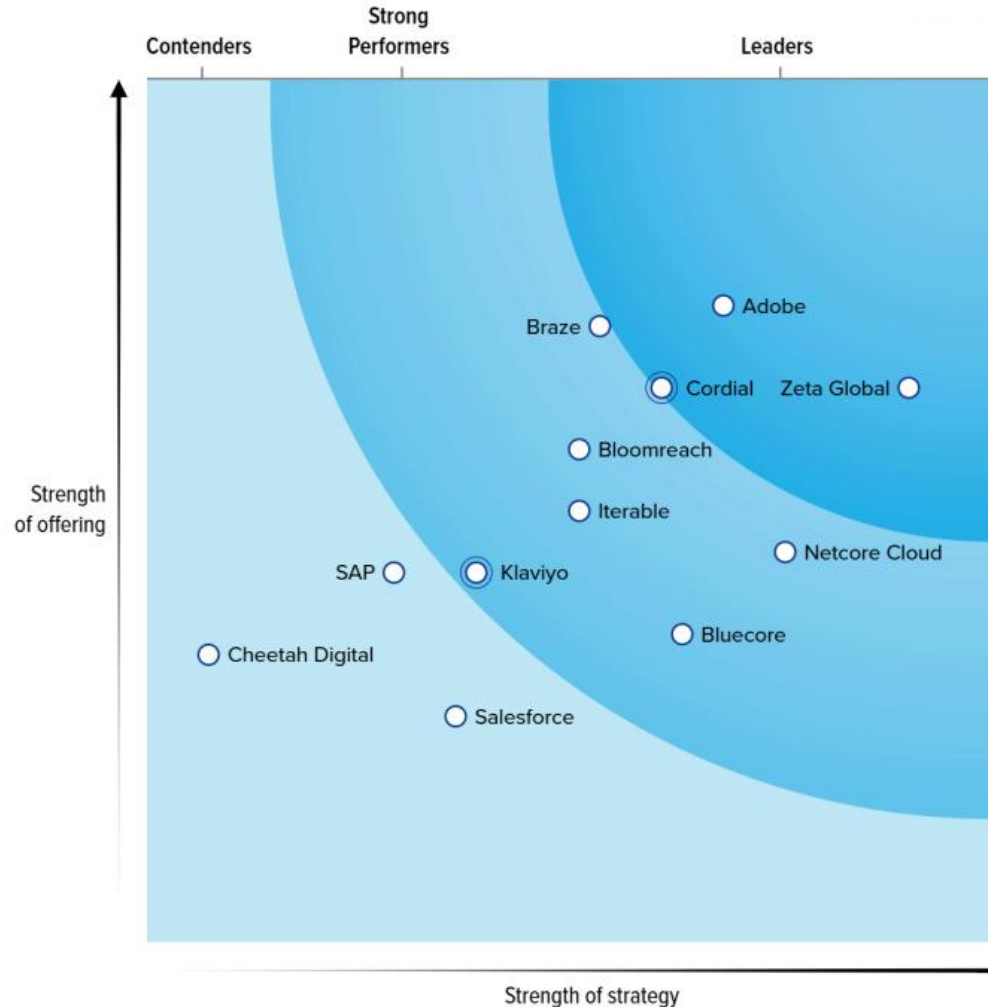 Strong
Contenders
Performers
Leaders
Adobe
Braze
Cordial
Zeta Global
Bloomreach
Strength
of offering
Iterable
Netcore Cloud
SAP
Klaviyo
Bluecore
Cheetah Digital
Salesforce
Strength of strategy